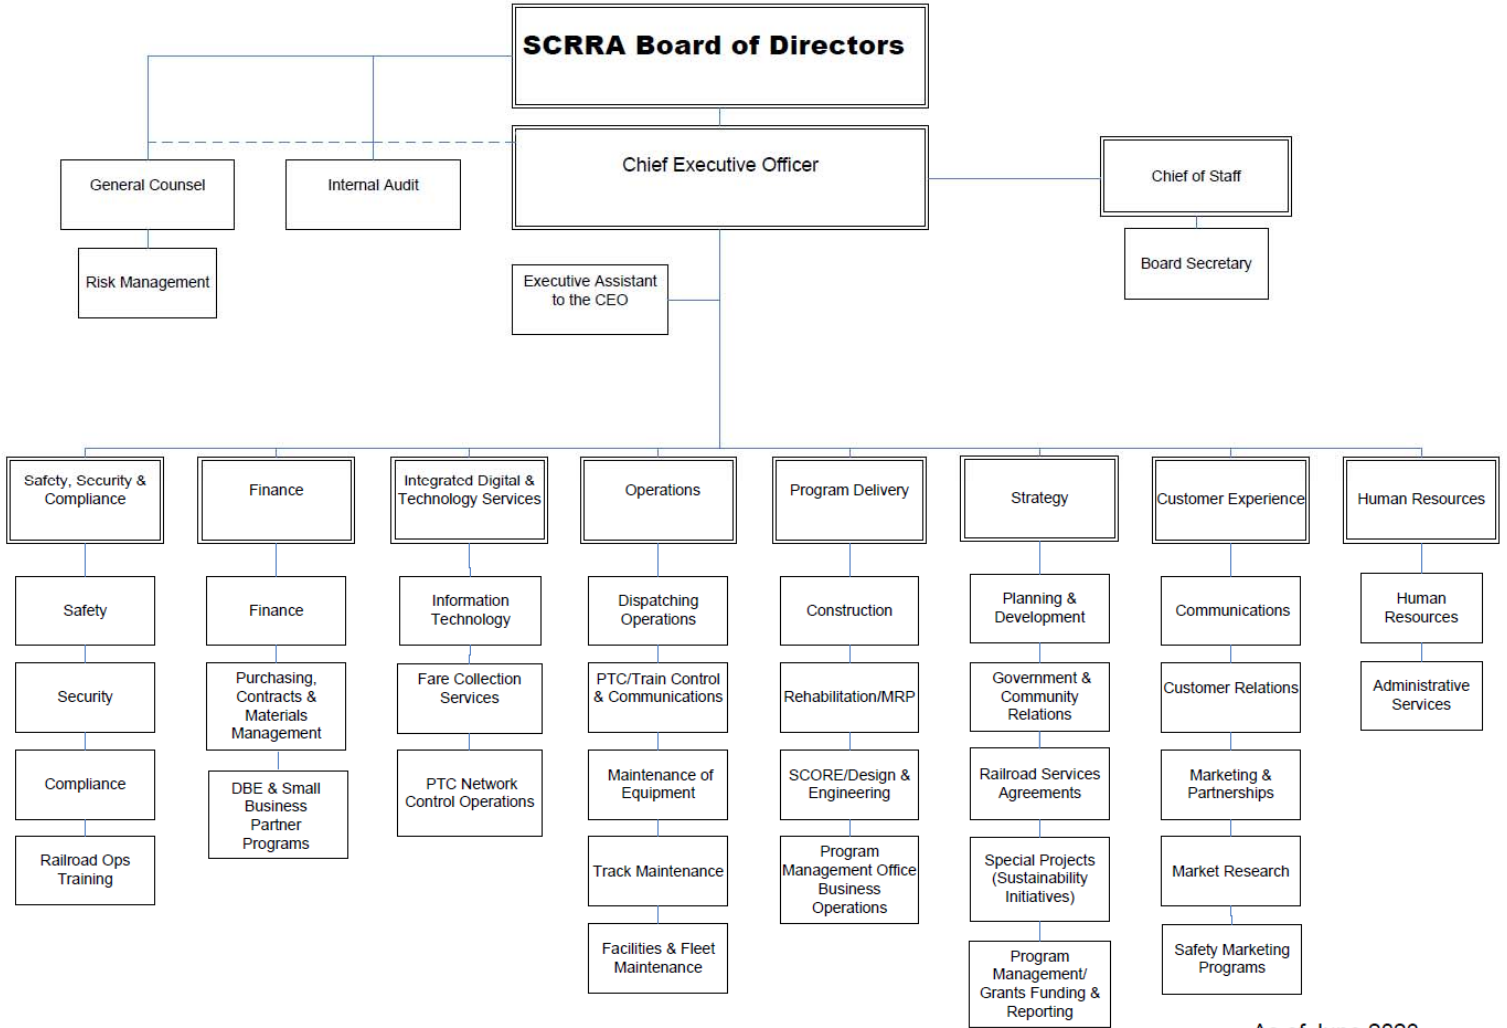 SCRRA Board of Directors
Chief Executive Officer
General Counsel
Internal Audit
Chief of Staff
Risk Management
Executive Assistant
to the CEO
Board Secretary
Safety, Security &
Compliance
Finance
Integrated Digital &
Technology Services
Operations
Program Delivery
Strategy
Customer Experience
Human Resources
Safety
Security
Compliance
Railroad Ops
Training
Finance
Purchasing,
Contracts &
Materials
Management
DBE & Small
Business
Partner
Programs
Information
Technology
Fare Collection
Services
PTC Network
Control Operations
Dispatching
Operations
PTC/Train Control
& Communications
Maintenance of
Equipment
Track Maintenance
Facilities & Fleet
Maintenance
Construction
Rehabilitation/MRP
SCORE/Design &
Engineering
Program
Management Office
Business
Operations
Planning &
Development
Government &
Community
Relations
Railroad Services
Agreements
Special Projects
(Sustainability
Initiatives)
Program
Management/
Grants Funding &
Reporting
Communications
Customer Relations
Marketing &
Partnerships
Market Research
Safety Marketing
Programs
Human
Resources
Administrative
Services
As of June